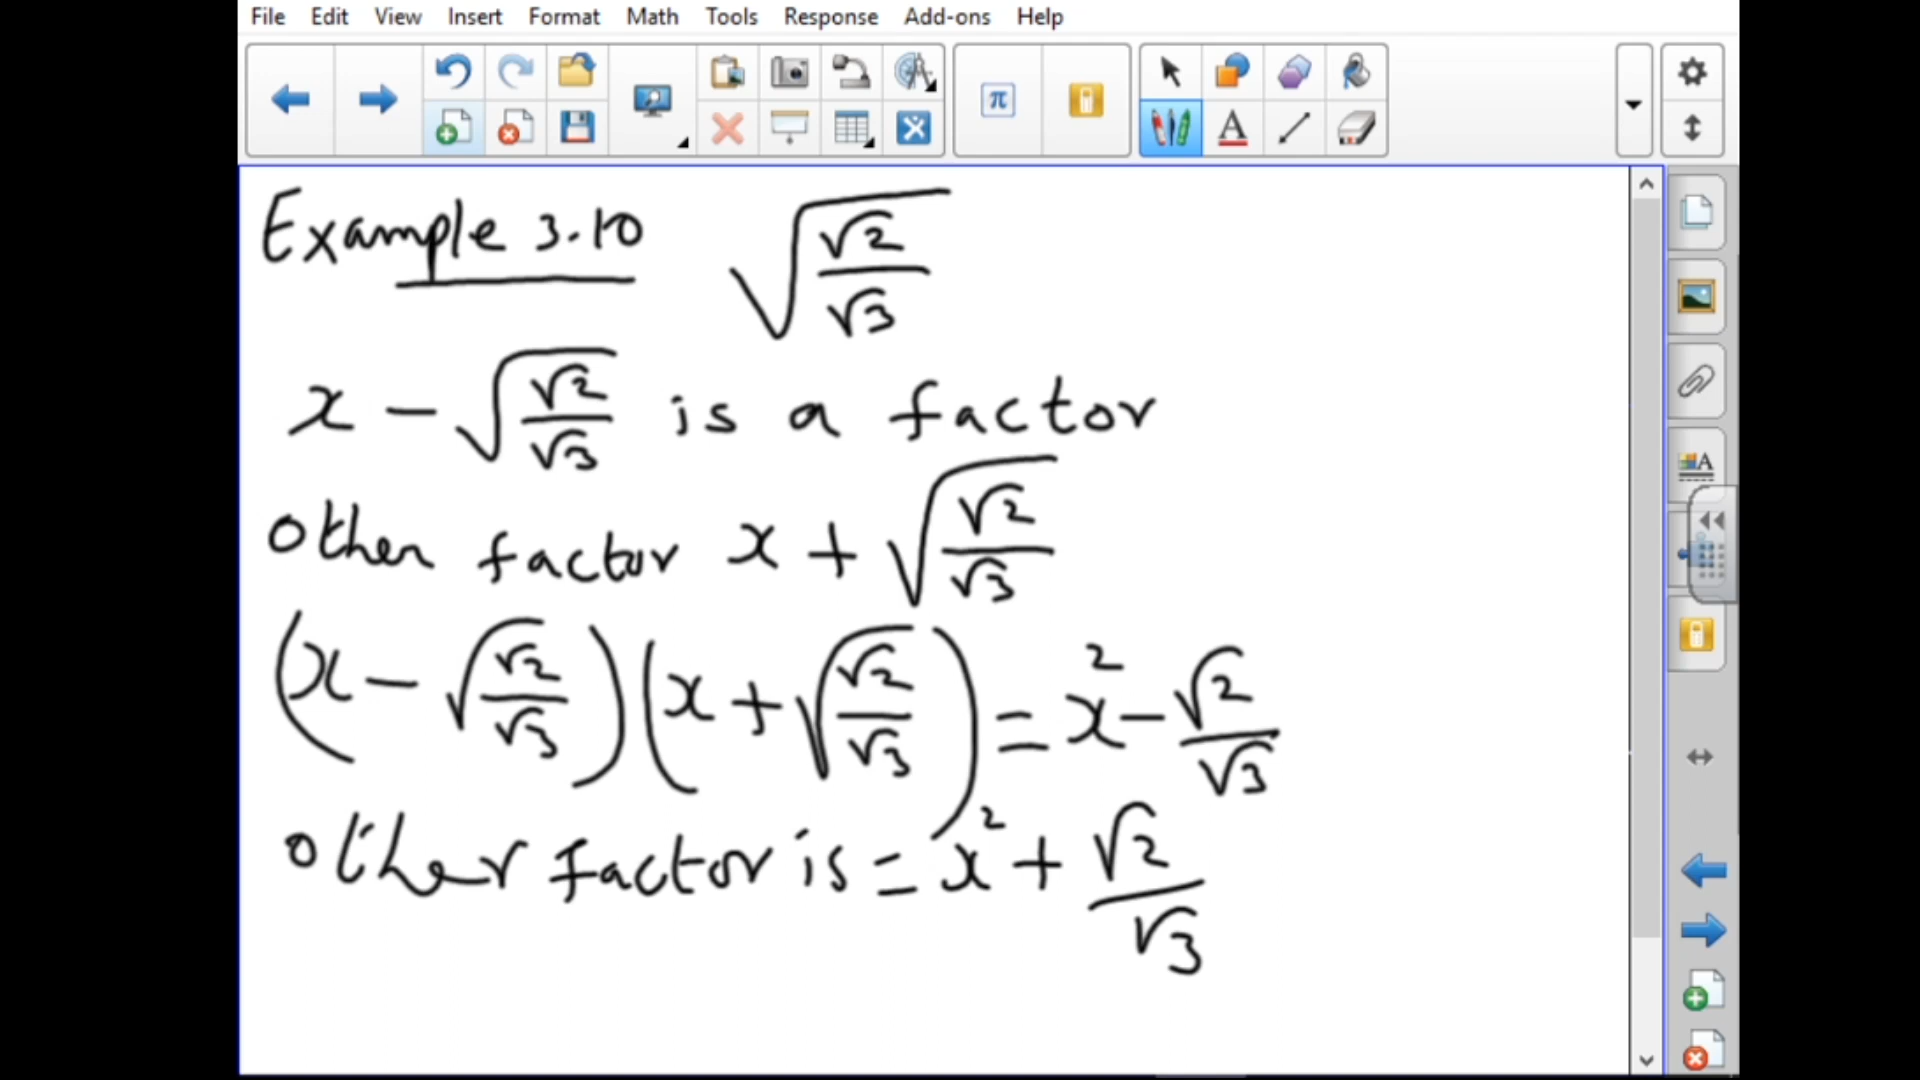 File Edit View Insert Format Math Tools Response Add-ons Help
Example 3.10 √(√2/√3)
x - √(√2/√3) is a factor
Other factor x + √(√2/√3)
(x - √(√2/√3))(x + √(√2/√3)) = x² - √2/√3
Other factor is = x² + √2/√3